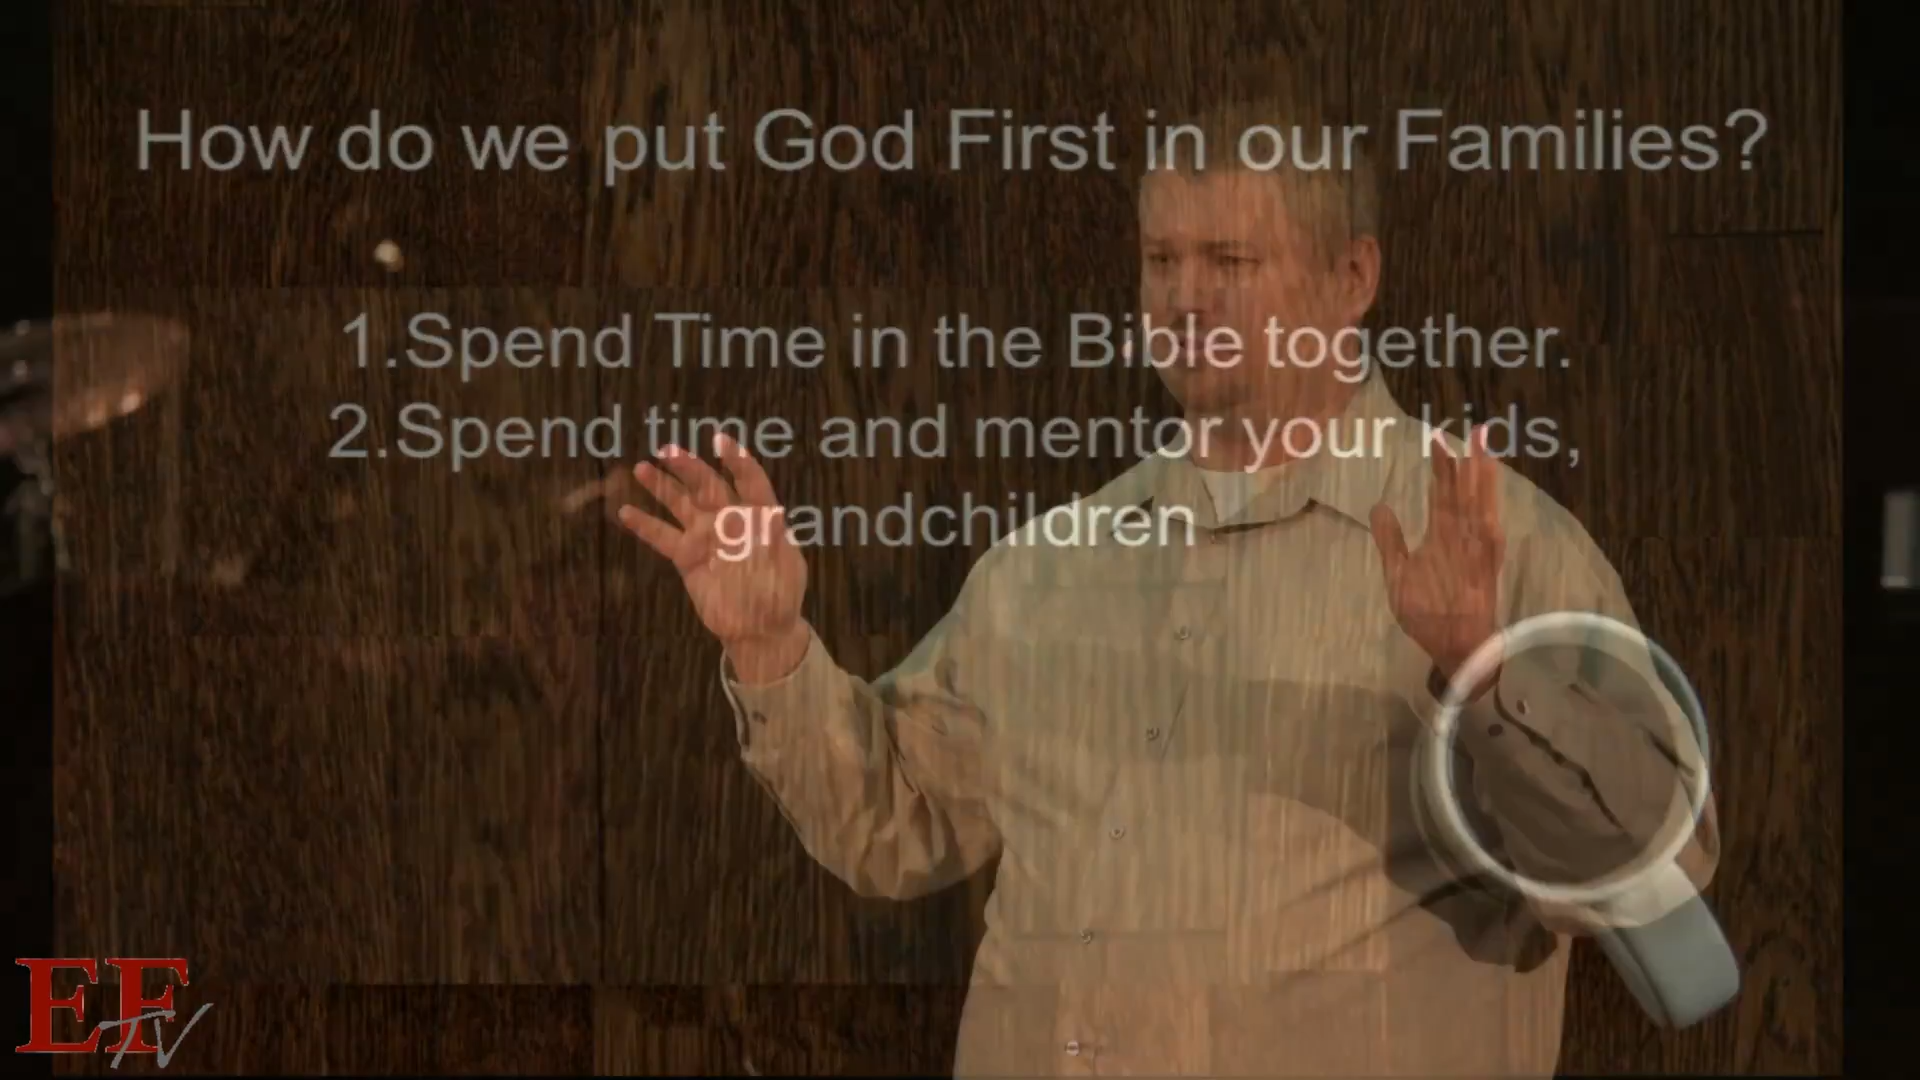 How do we put God First in our Families?
1.Spend Time in the Bible together.
2.Spend time and mentor your kids,
grandchildren
EF
TV